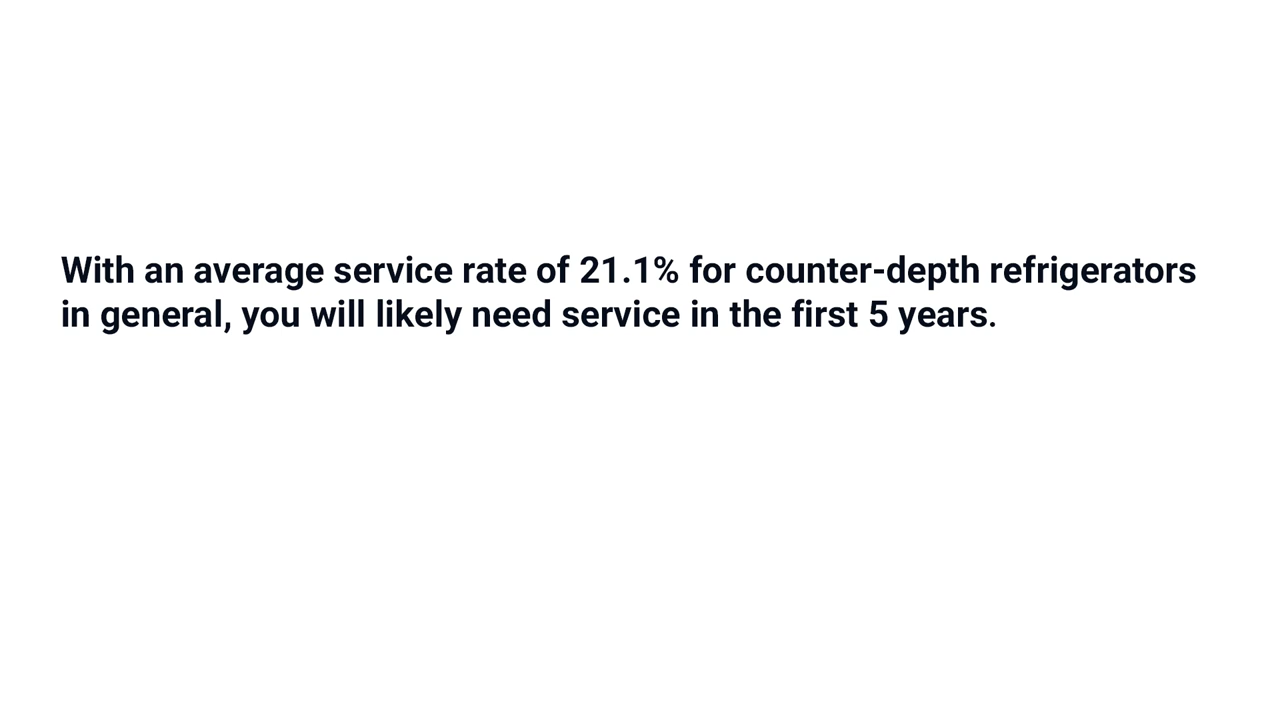 With an average service rate of 21.1% for counter-depth refrigerators
in general, you will likely need service in the first 5 years.